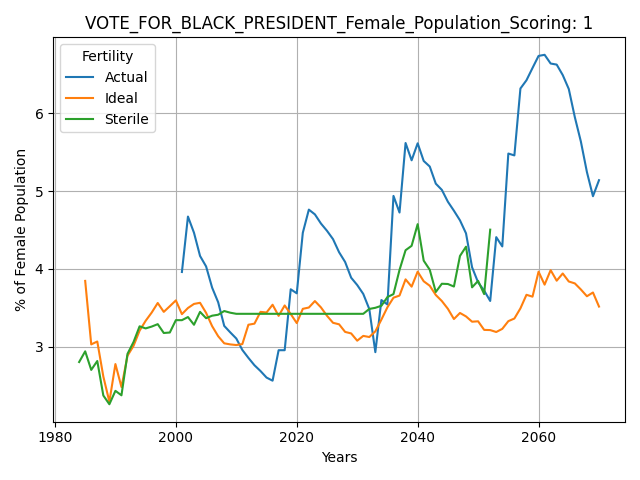 VOTE_FOR_BLACK_PRESIDENT_Female_Population_Scoring: 1
Fertility
Actual
Ideal
Sterile
% of Female Population
6
5
4
3
1980 2000 2020 2040 2060
Years